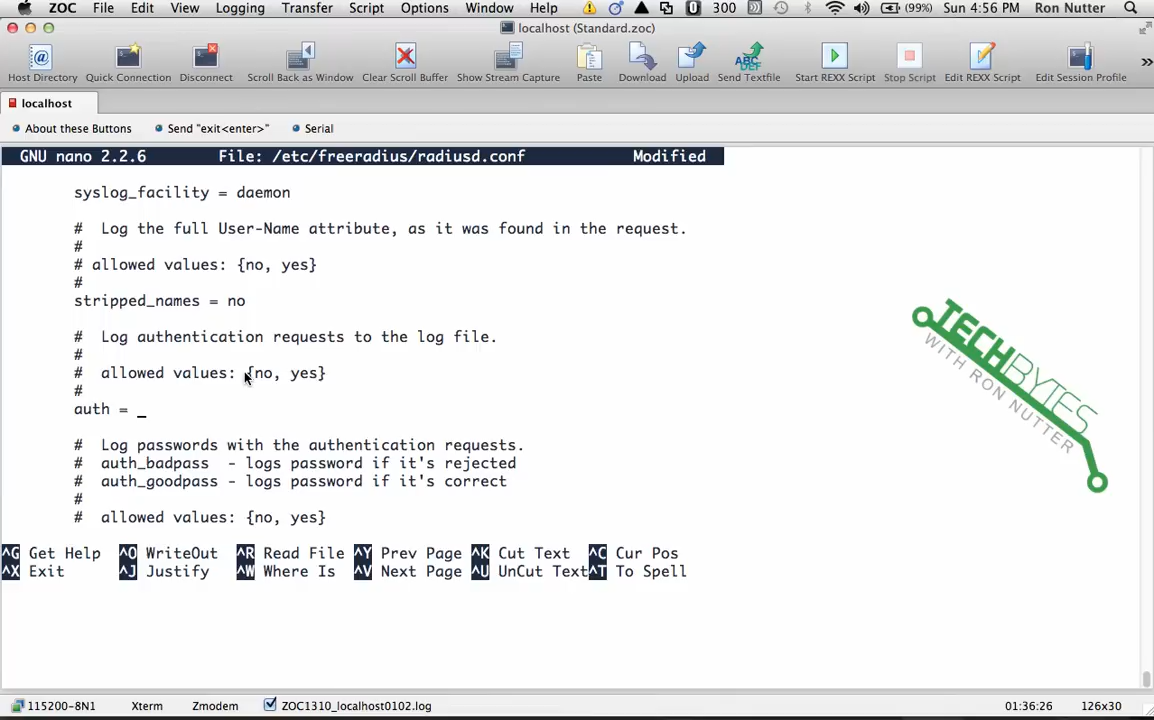 ZOC File Edit View Logging Transfer Script Options Window Help 300 (99%) Sun 4:56 PM Ron Nutter
localhost (Standard.zoc)
Host Directory Quick Connection Disconnect Scroll Back as Window Clear Scroll Buffer Show Stream Capture Paste Download Upload Send Textfile Start REXX Script Stop Script Edit REXX Script Edit Session Profile
localhost
About these Buttons Send "exit<enter>" Serial
GNU nano 2.2.6 File: /etc/freeradius/radiusd.conf Modified
syslog_facility = daemon
# Log the full User-Name attribute, as it was found in the request.
#
# allowed values: {no, yes}
#
stripped_names = no
# Log authentication requests to the log file.
#
# allowed values: {no, yes}
#
auth = _
# Log passwords with the authentication requests.
# auth_badpass - logs password if it's rejected
# auth_goodpass - logs password if it's correct
#
# allowed values: {no, yes}
^G Get Help ^O WriteOut ^R Read File ^Y Prev Page ^K Cut Text ^C Cur Pos
^X Exit ^J Justify ^W Where Is ^V Next Page ^U UnCut Text^T To Spell
TECHBYTES
WITH RON NUTTER
115200-8N1 Xterm Zmodem ZOC1310_localhost0102.log 01:36:26 126x30